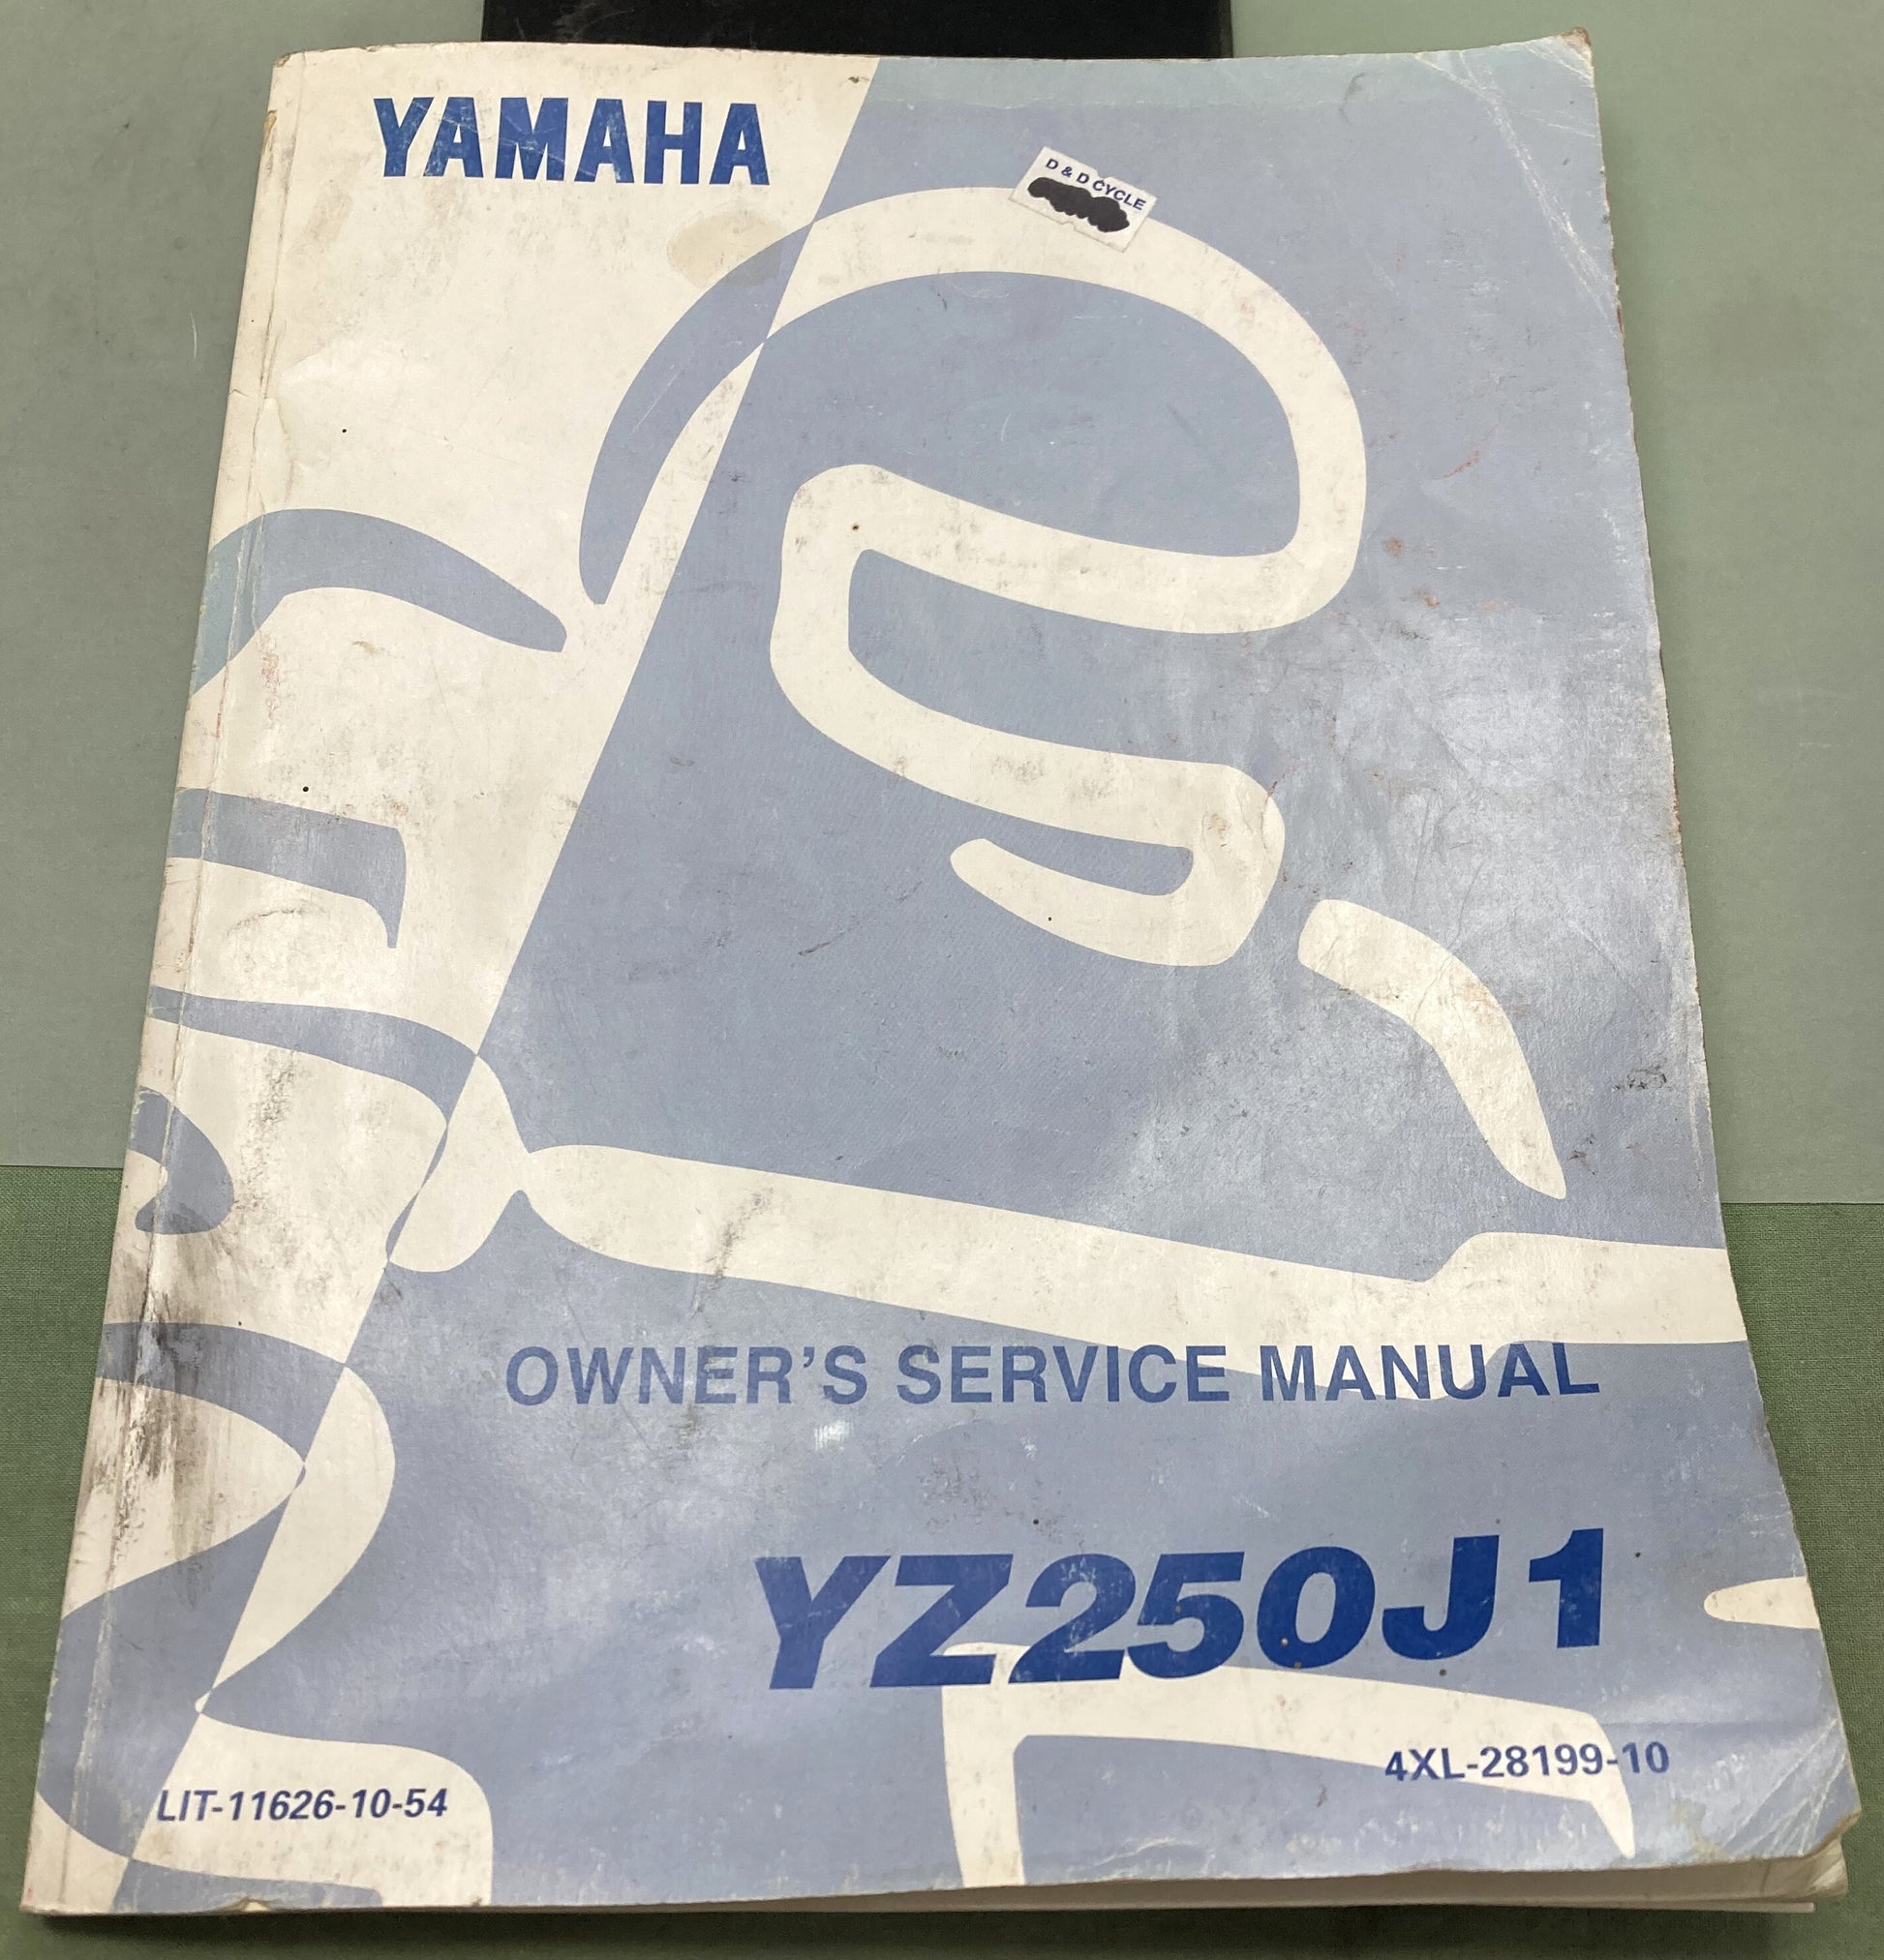 YAMAHA
D & D CYCLE
OWNER'S SERVICE MANUAL
YZ250J1
4XL-28199-10
LIT-11626-10-54